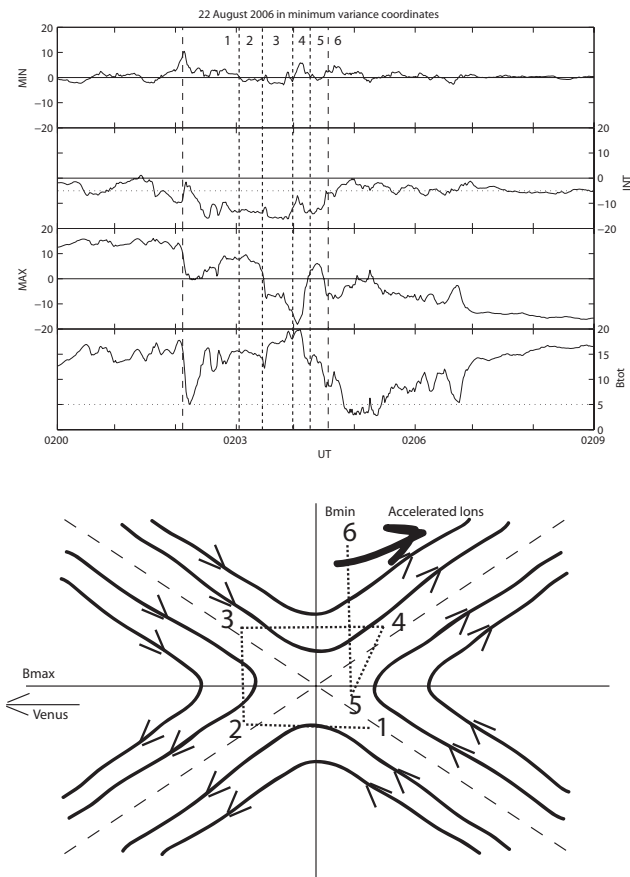 22 August 2006 in minimum variance coordinates
20
10
0
−10
−20
MIN
1 2 3 4 5 6
20
10
0
−10
−20
INT
20
10
0
−10
−20
MAX
20
15
10
5
0
Btot
0200 0203 0206 0209
UT
Bmin Accelerated Ions
6
3 4
Bmax
Venus
5
2 1